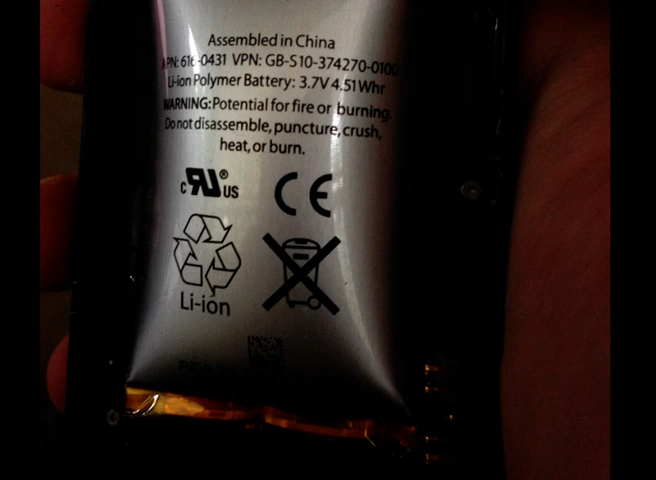 Assembled in China
APN: 616-0431 VPN: GB-S10-374270-0100
Li-ion Polymer Battery: 3.7V 4.51Whr
WARNING: Potential for fire or burning.
Do not disassemble, puncture, crush,
heat, or burn.
c RU® US CE
Li-ion